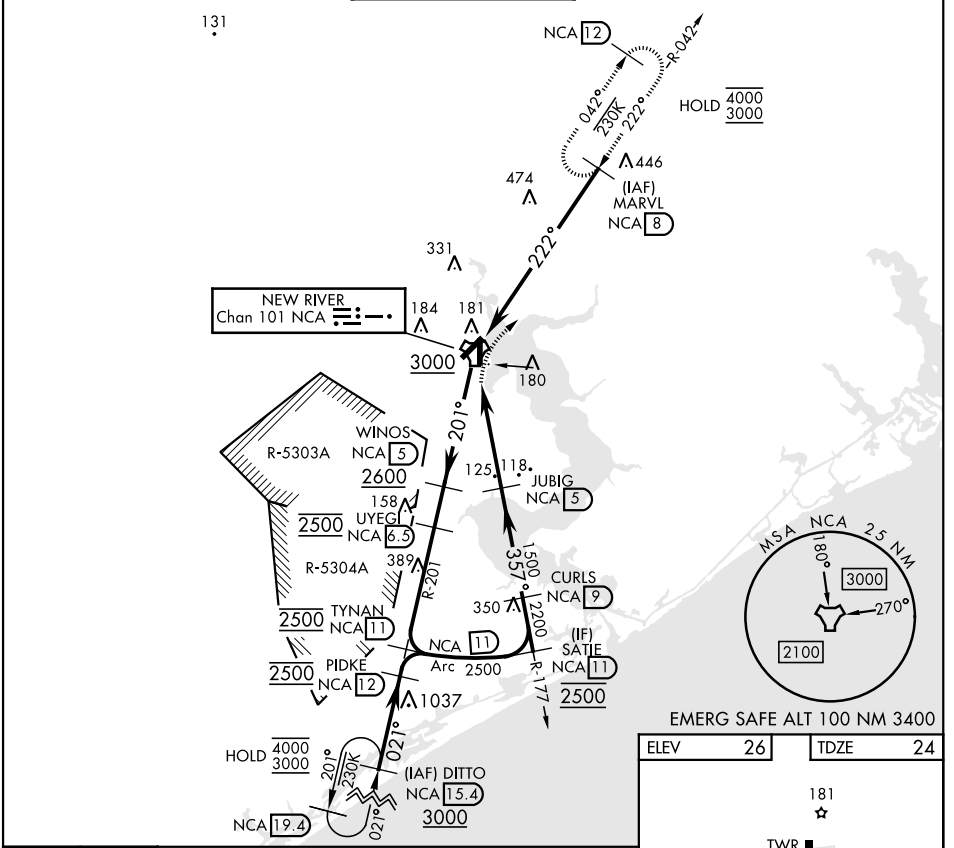 131
NCA 12
R-042
042°
230K
222°
HOLD 4000
3000
446
(IAF)
MARVL
NCA 8
474
222°
331
NEW RIVER
Chan 101 NCA
184
181
3000
180
201°
WINOS
NCA 5
2600
R-5303A
125
118
JUBIG
NCA 5
158
UYEGI
2500
NCA 6.5
R-5304A
389
R-201
357°
1500
CURLS
NCA 9
350
2200
TYNAN
2500
NCA 11
NCA 11
Arc 2500
(IF)
SATIE
NCA 11
2500
R-177
PIDKE
2500
NCA 12
1037
021°
HOLD 4000
3000
201°
230K
021°
(IAF) DITTO
NCA 15.4
3000
NCA 19.4
MSA NCA 25 NM
180°
3000
270°
2100
EMERG SAFE ALT 100 NM 3400
ELEV 26
TDZE 24
181
TWR